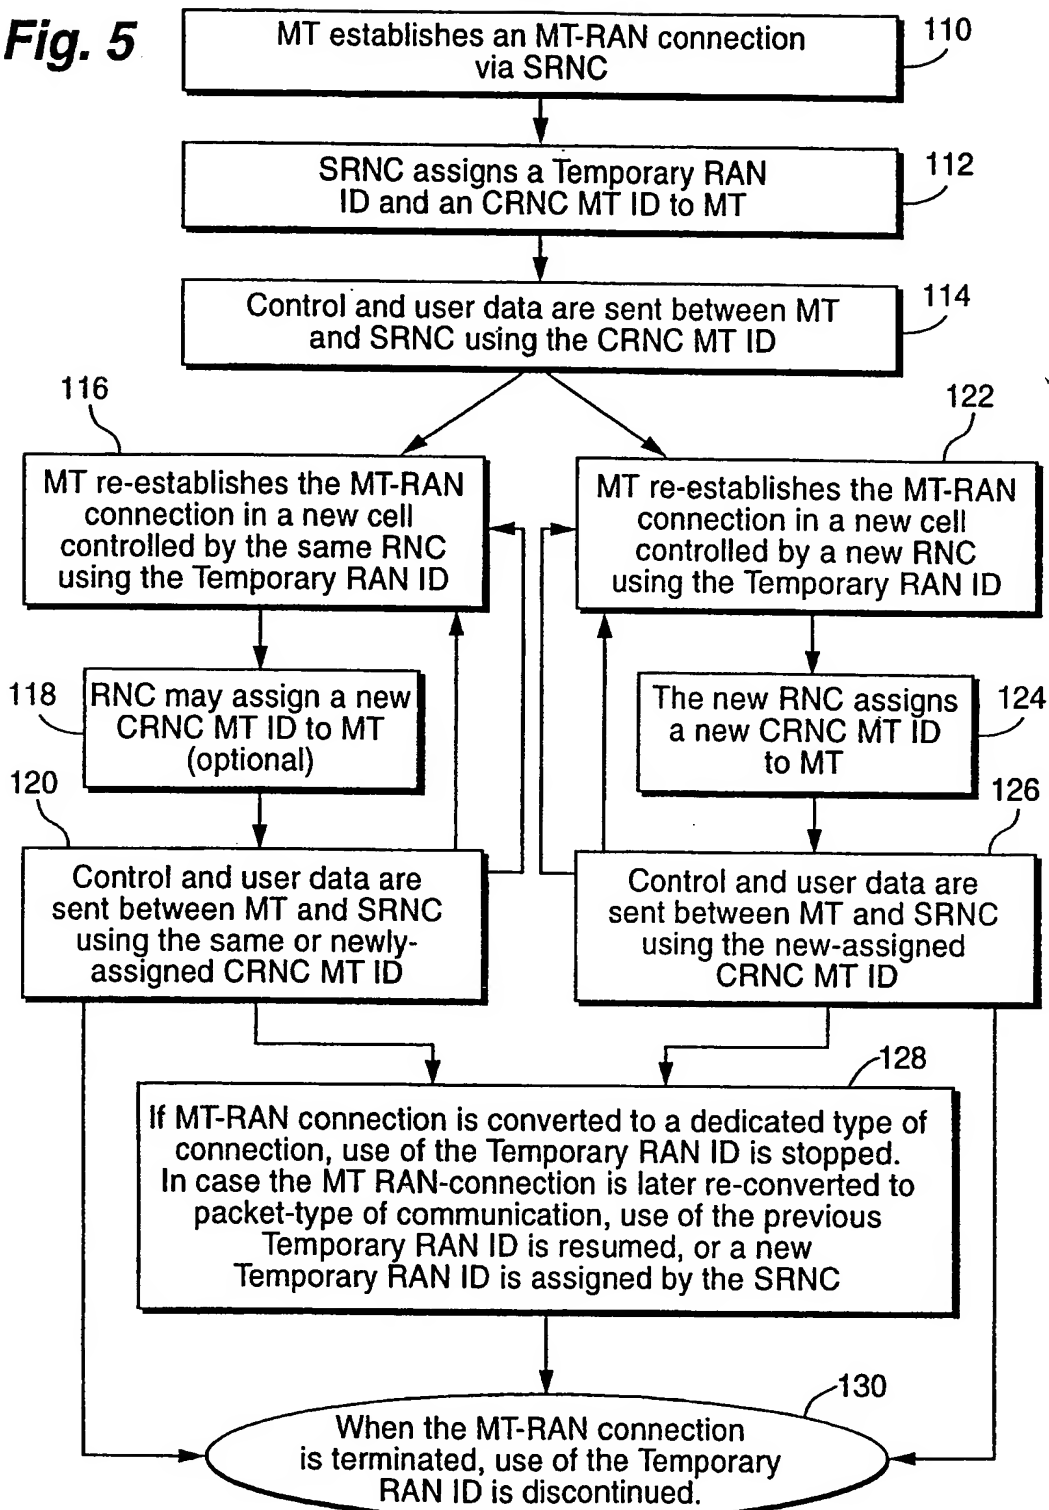 Fig. 5
MT establishes an MT-RAN connection
via SRNC
110
SRNC assigns a Temporary RAN
ID and an CRNC MT ID to MT
112
Control and user data are sent between MT
and SRNC using the CRNC MT ID
114
116
MT re-establishes the MT-RAN
connection in a new cell
controlled by the same RNC
using the Temporary RAN ID
122
MT re-establishes the MT-RAN
connection in a new cell
controlled by a new RNC
using the Temporary RAN ID
118
RNC may assign a new
CRNC MT ID to MT
(optional)
The new RNC assigns
a new CRNC MT ID
to MT
124
120
Control and user data are
sent between MT and SRNC
using the same or newly-
assigned CRNC MT ID
126
Control and user data are
sent between MT and SRNC
using the new-assigned
CRNC MT ID
128
If MT-RAN connection is converted to a dedicated type of
connection, use of the Temporary RAN ID is stopped.
In case the MT RAN-connection is later re-converted to
packet-type of communication, use of the previous
Temporary RAN ID is resumed, or a new
Temporary RAN ID is assigned by the SRNC
130
When the MT-RAN connection
is terminated, use of the Temporary
RAN ID is discontinued.